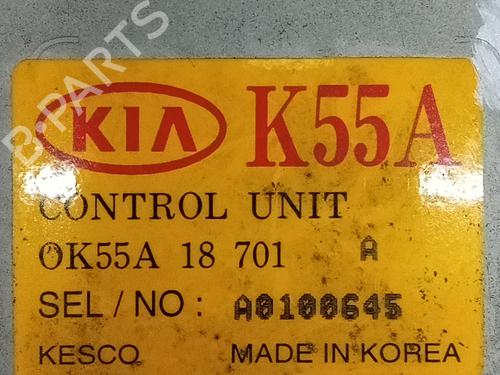 B-PARTS
KIA K55A
CONTROL UNIT
OK55A 18 701 A
SEL / NO : A0100645
KESCO MADE IN KOREA